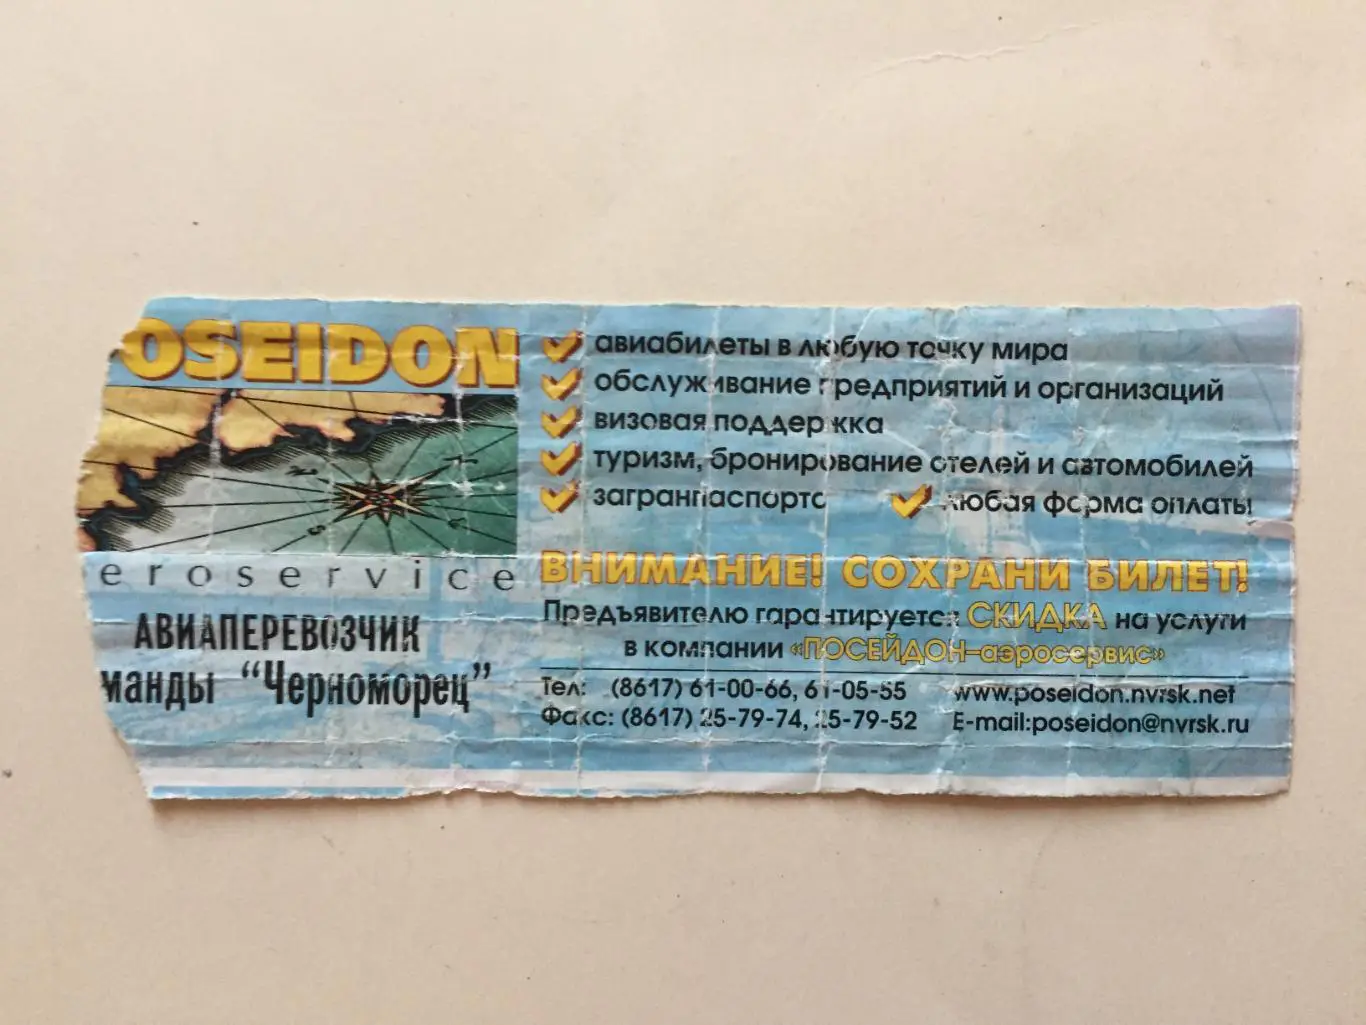 OSEIDON
eroservice
АВИАПЕРЕВОЗЧИК
манды "Черноморец"
авиабилеты в любую точку мира
обслуживание предприятий и организаций
визовая поддержка
туризм, бронирование отелей и автомобилей
загранпаспорта любая форма оплаты
ВНИМАНИЕ! СОХРАНИ БИЛЕТ!
Предъявителю гарантируется СКИДКА на услуги
в компании «ПОСЕЙДОН-аэросервис»
Тел: (8617) 61-00-66, 61-05-55 www.poseidon.nvrsk.net
Факс: (8617) 25-79-74, 25-79-52 E-mail:poseidon@nvrsk.ru